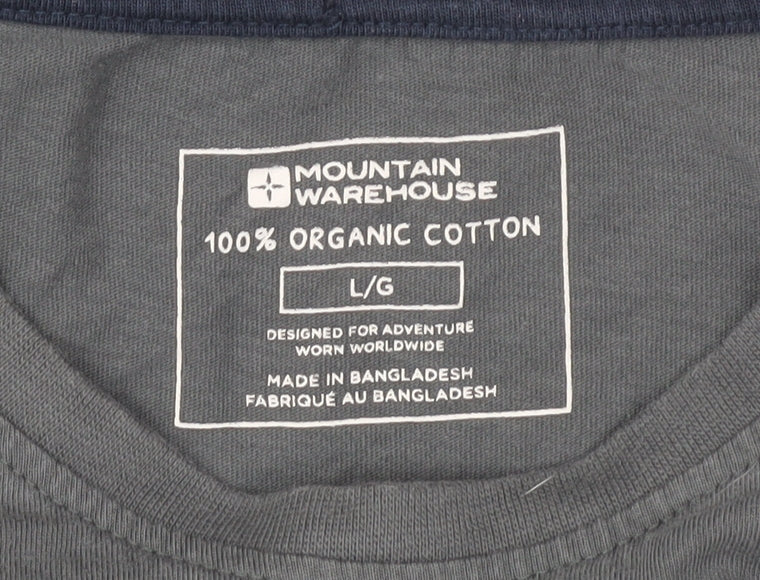 MOUNTAIN
WAREHOUSE
100% ORGANIC COTTON
L/G
DESIGNED FOR ADVENTURE
WORN WORLDWIDE
MADE IN BANGLADESH
FABRIQUÉ AU BANGLADESH